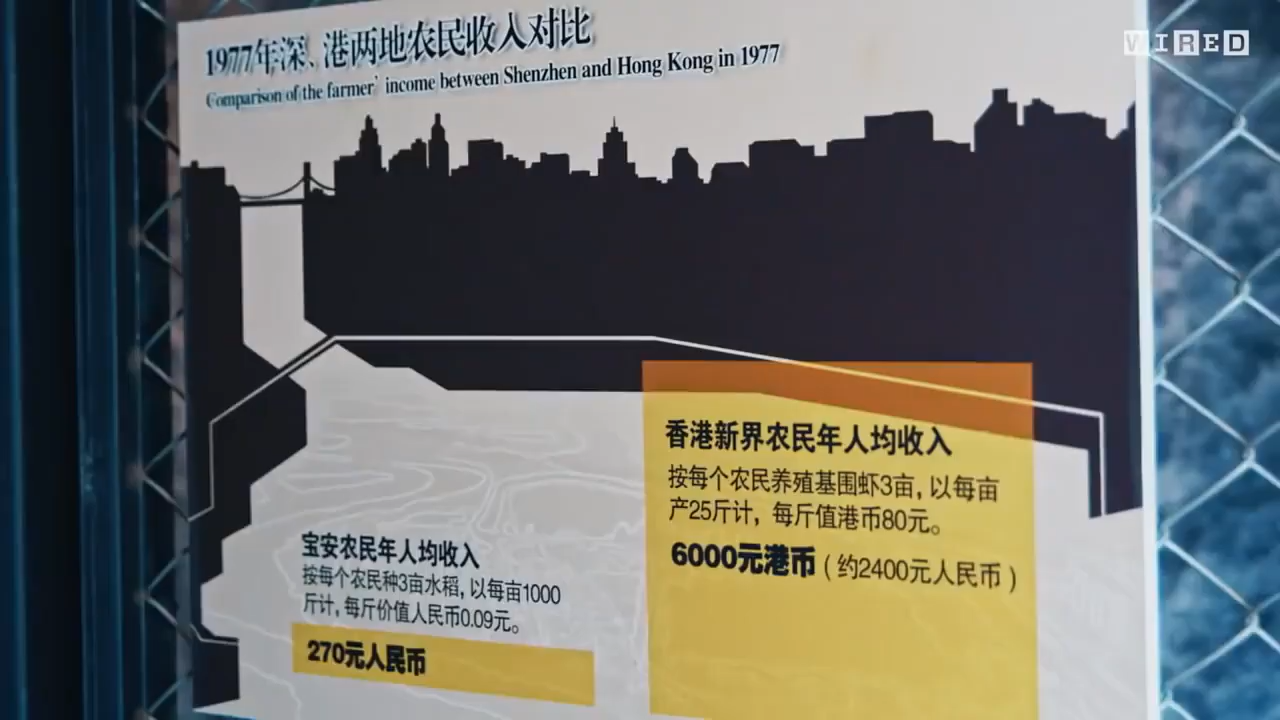 WIRED
1977年深、港两地农民收入对比
Comparison of the farmer' income between Shenzhen and Hong Kong in 1977
香港新界农民年人均收入
按每个农民养殖基围虾3亩，以每亩
产25斤计，每斤值港币80元。
6000元港币（约2400元人民币）
宝安农民年人均收入
按每个农民种3亩水稻，以每亩1000
斤计，每斤价值人民币0.09元。
270元人民币